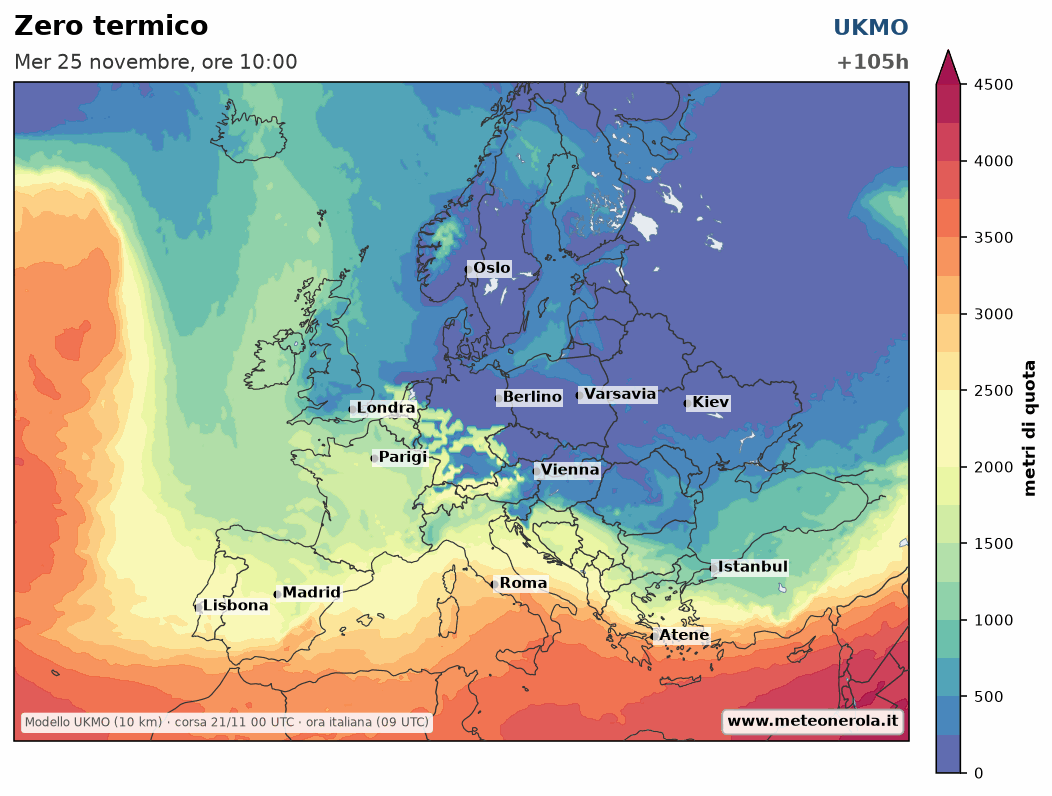 Zero termico
UKMO
Mer 25 novembre, ore 10:00
+105h
4500
4000
3500
3000
2500
2000
1500
1000
500
0
metri di quota
Oslo
Berlino
Varsavia
Kiev
Londra
Parigi
Vienna
Istanbul
Roma
Madrid
Lisbona
Atene
Modello UKMO (10 km) · corsa 21/11 00 UTC · ora italiana (09 UTC)
www.meteonerola.it